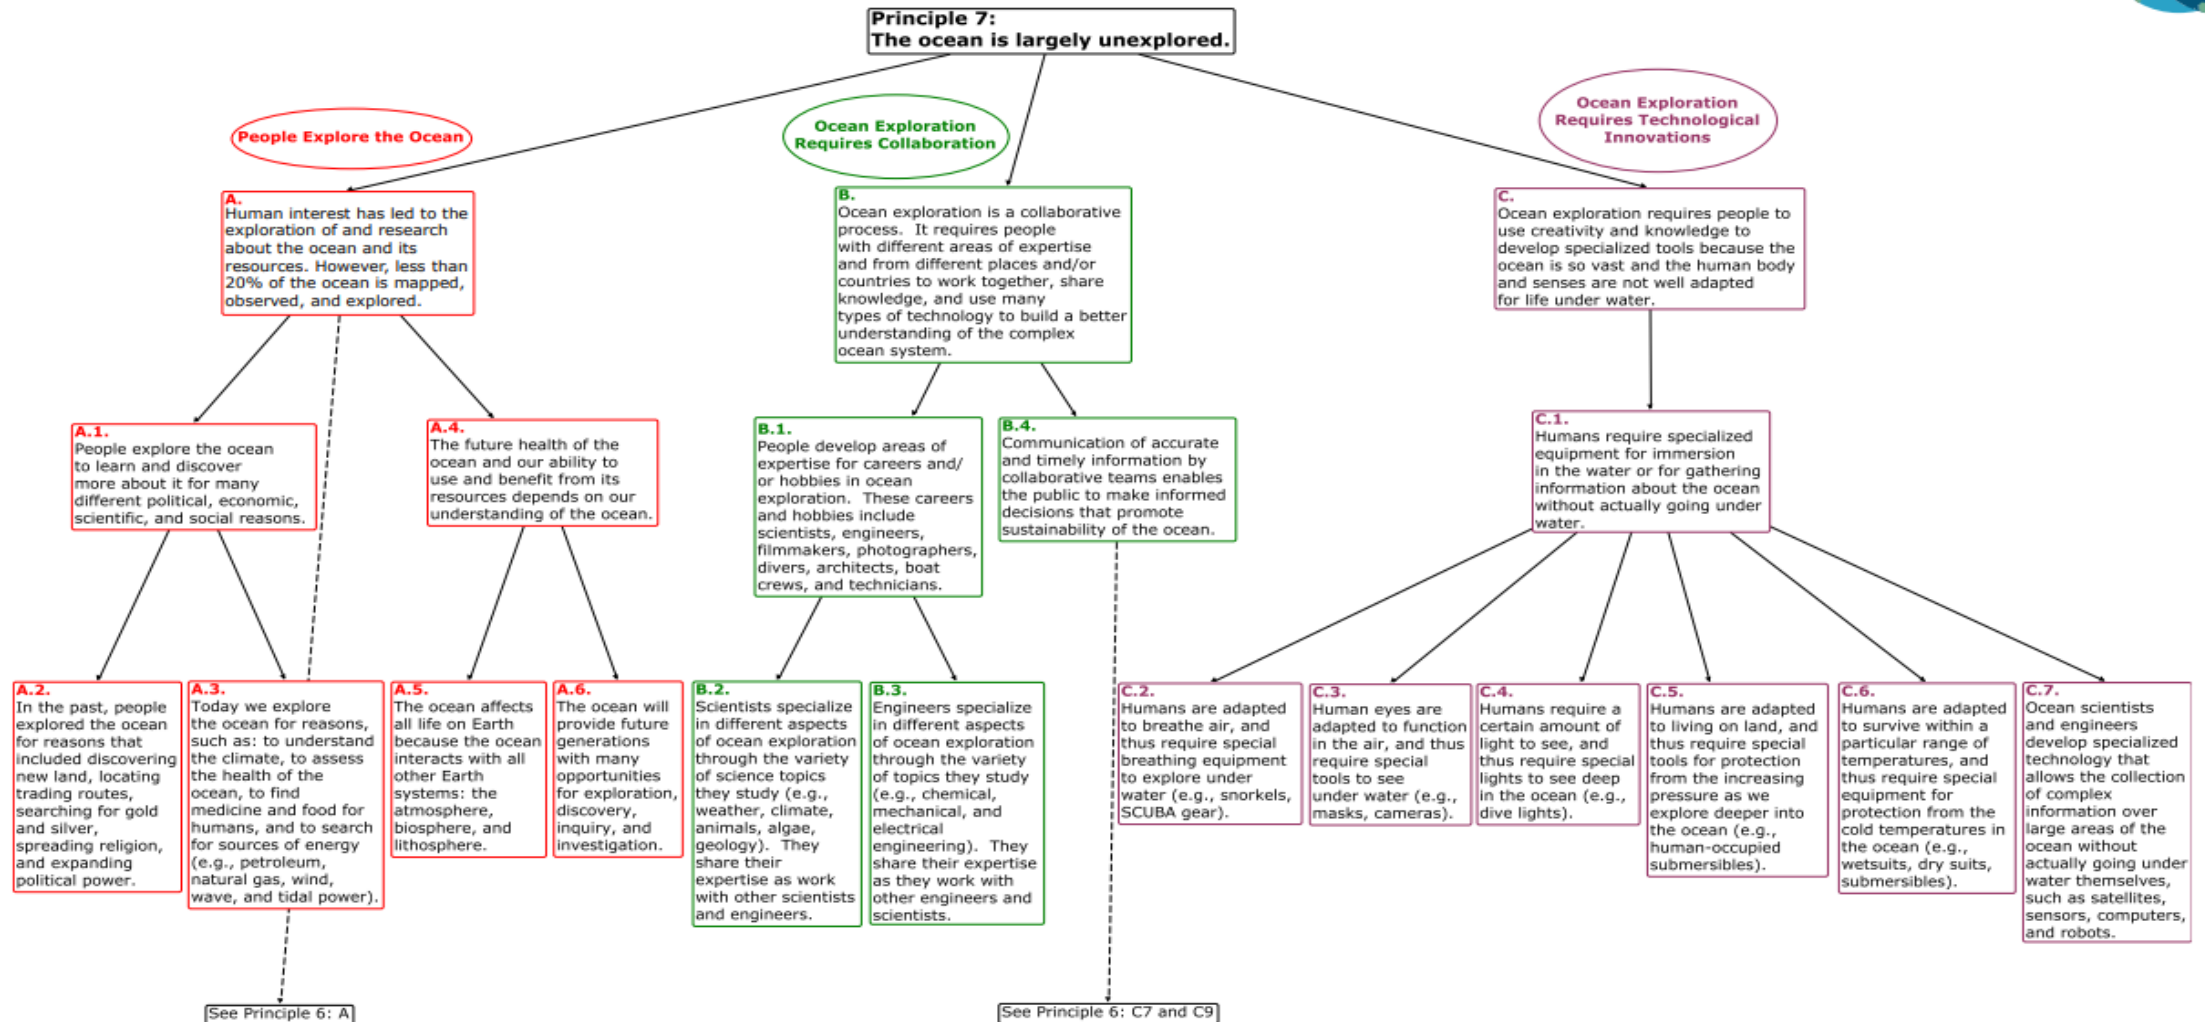 Principle 7:
The ocean is largely unexplored.
People Explore the Ocean
Ocean Exploration
Requires Collaboration
Ocean Exploration
Requires Technological
Innovations
A.
Human interest has led to the
exploration of and research
about the ocean and its
resources. However, less than
20% of the ocean is mapped,
observed, and explored.
B.
Ocean exploration is a collaborative
process.  It requires people
with different areas of expertise
and from different places and/or
countries to work together, share
knowledge, and use many
types of technology to build a better
understanding of the complex
ocean system.
C.
Ocean exploration requires people to
use creativity and knowledge to
develop specialized tools because the
ocean is so vast and the human body
and senses are not well adapted
for life under water.
A.1.
People explore the ocean
to learn and discover
more about it for many
different political, economic,
scientific, and social reasons.
A.4.
The future health of the
ocean and our ability to
use and benefit from its
resources depends on our
understanding of the ocean.
B.1.
People develop areas of
expertise for careers and/
or hobbies in ocean
exploration.  These careers
and hobbies include
scientists, engineers,
filmmakers, photographers,
divers, architects, boat
crews, and technicians.
B.4.
Communication of accurate
and timely information by
collaborative teams enables
the public to make informed
decisions that promote
sustainability of the ocean.
C.1.
Humans require specialized
equipment for immersion
in the water or for gathering
information about the ocean
without actually going under
water.
A.2.
In the past, people
explored the ocean
for reasons that
included discovering
new land, locating
trading routes,
searching for gold
and silver,
spreading religion,
and expanding
political power.
A.3.
Today we explore
the ocean for reasons,
such as: to understand
the climate, to assess
the health of the
ocean, to find
medicine and food for
humans, and to search
for sources of energy
(e.g., petroleum,
natural gas, wind,
wave, and tidal power).
A.5.
The ocean affects
all life on Earth
because the ocean
interacts with all
other Earth
systems: the
atmosphere,
biosphere, and
lithosphere.
A.6.
The ocean will
provide future
generations
with many
opportunities
for exploration,
discovery,
inquiry, and
investigation.
B.2.
Scientists specialize
in different aspects
of ocean exploration
through the variety
of science topics
they study (e.g.,
weather, climate,
animals, algae,
geology).  They
share their
expertise as work
with other scientists
and engineers.
B.3.
Engineers specialize
in different aspects
of ocean exploration
through the variety
of topics they study
(e.g., chemical,
mechanical, and
electrical
engineering).  They
share their expertise
as they work with
other engineers and
scientists.
C.2.
Humans are adapted
to breathe air, and
thus require special
breathing equipment
to explore under
water (e.g., snorkels,
SCUBA gear).
C.3.
Human eyes are
adapted to function
in the air, and thus
require special
tools to see
under water (e.g.,
masks, cameras).
C.4.
Humans require a
certain amount of
light to see, and
thus require special
lights to see deep
in the ocean (e.g.,
dive lights).
C.5.
Humans are adapted
to living on land, and
thus require special
tools for protection
from the increasing
pressure as we
explore deeper into
the ocean (e.g.,
human-occupied
submersibles).
C.6.
Humans are adapted
to survive within a
particular range of
temperatures, and
thus require special
equipment for
protection from the
cold temperatures in
the ocean (e.g.,
wetsuits, dry suits,
submersibles).
C.7.
Ocean scientists
and engineers
develop specialized
technology that
allows the collection
of complex
information over
large areas of the
ocean without
actually going under
water themselves,
such as satellites,
sensors, computers,
and robots.
See Principle 6: A
See Principle 6: C7 and C9